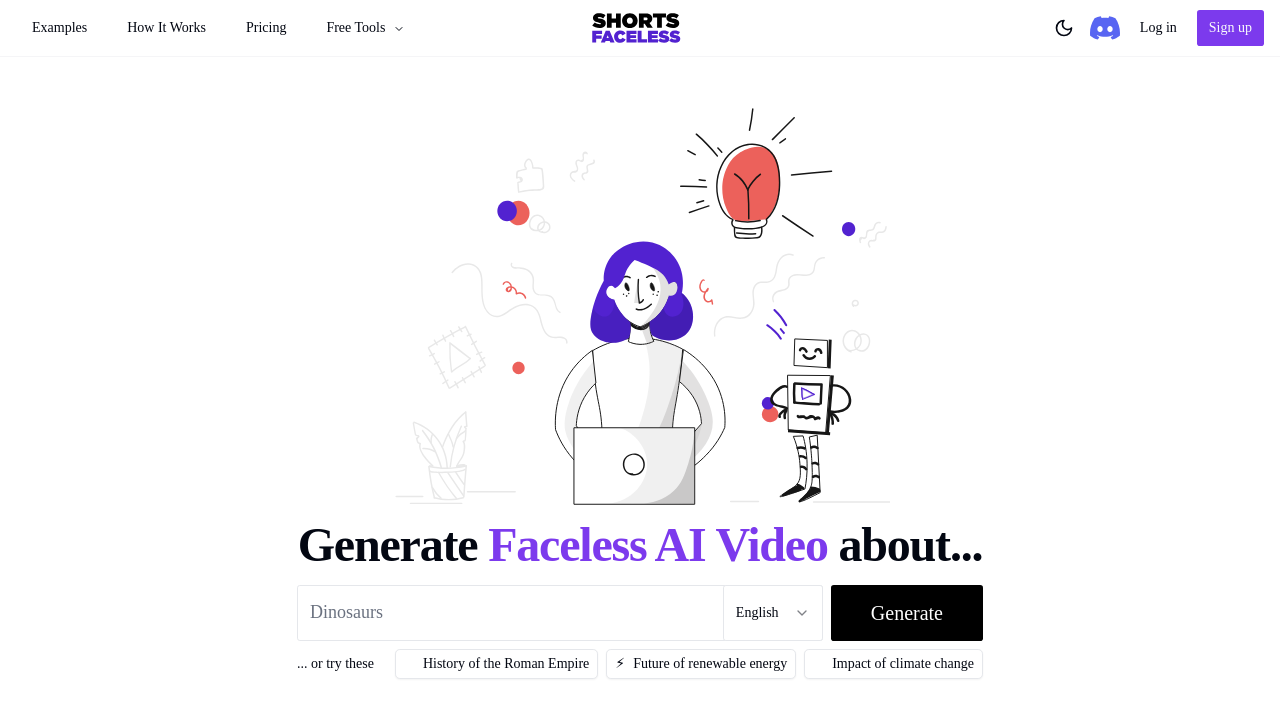 Examples
How It Works
Pricing
Free Tools
SHORTS
FACELESS
Log in
Sign up
Generate Faceless AI Video about...
Dinosaurs
English
Generate
... or try these
History of the Roman Empire
⚡ Future of renewable energy
Impact of climate change